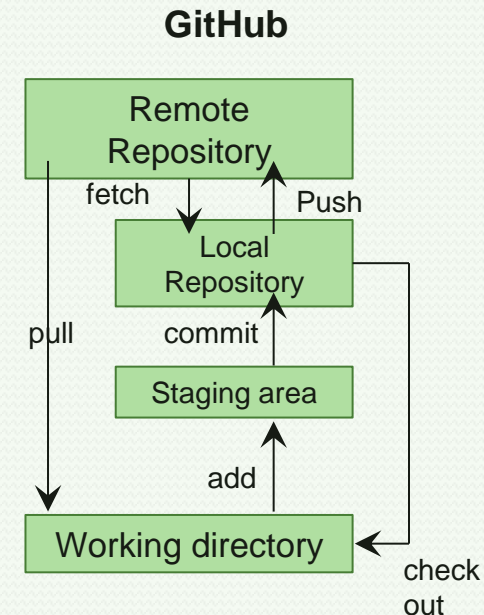 GitHub
Remote
Repository
fetch
Push
Local
Repository
pull
commit
Staging area
add
Working directory
check
out